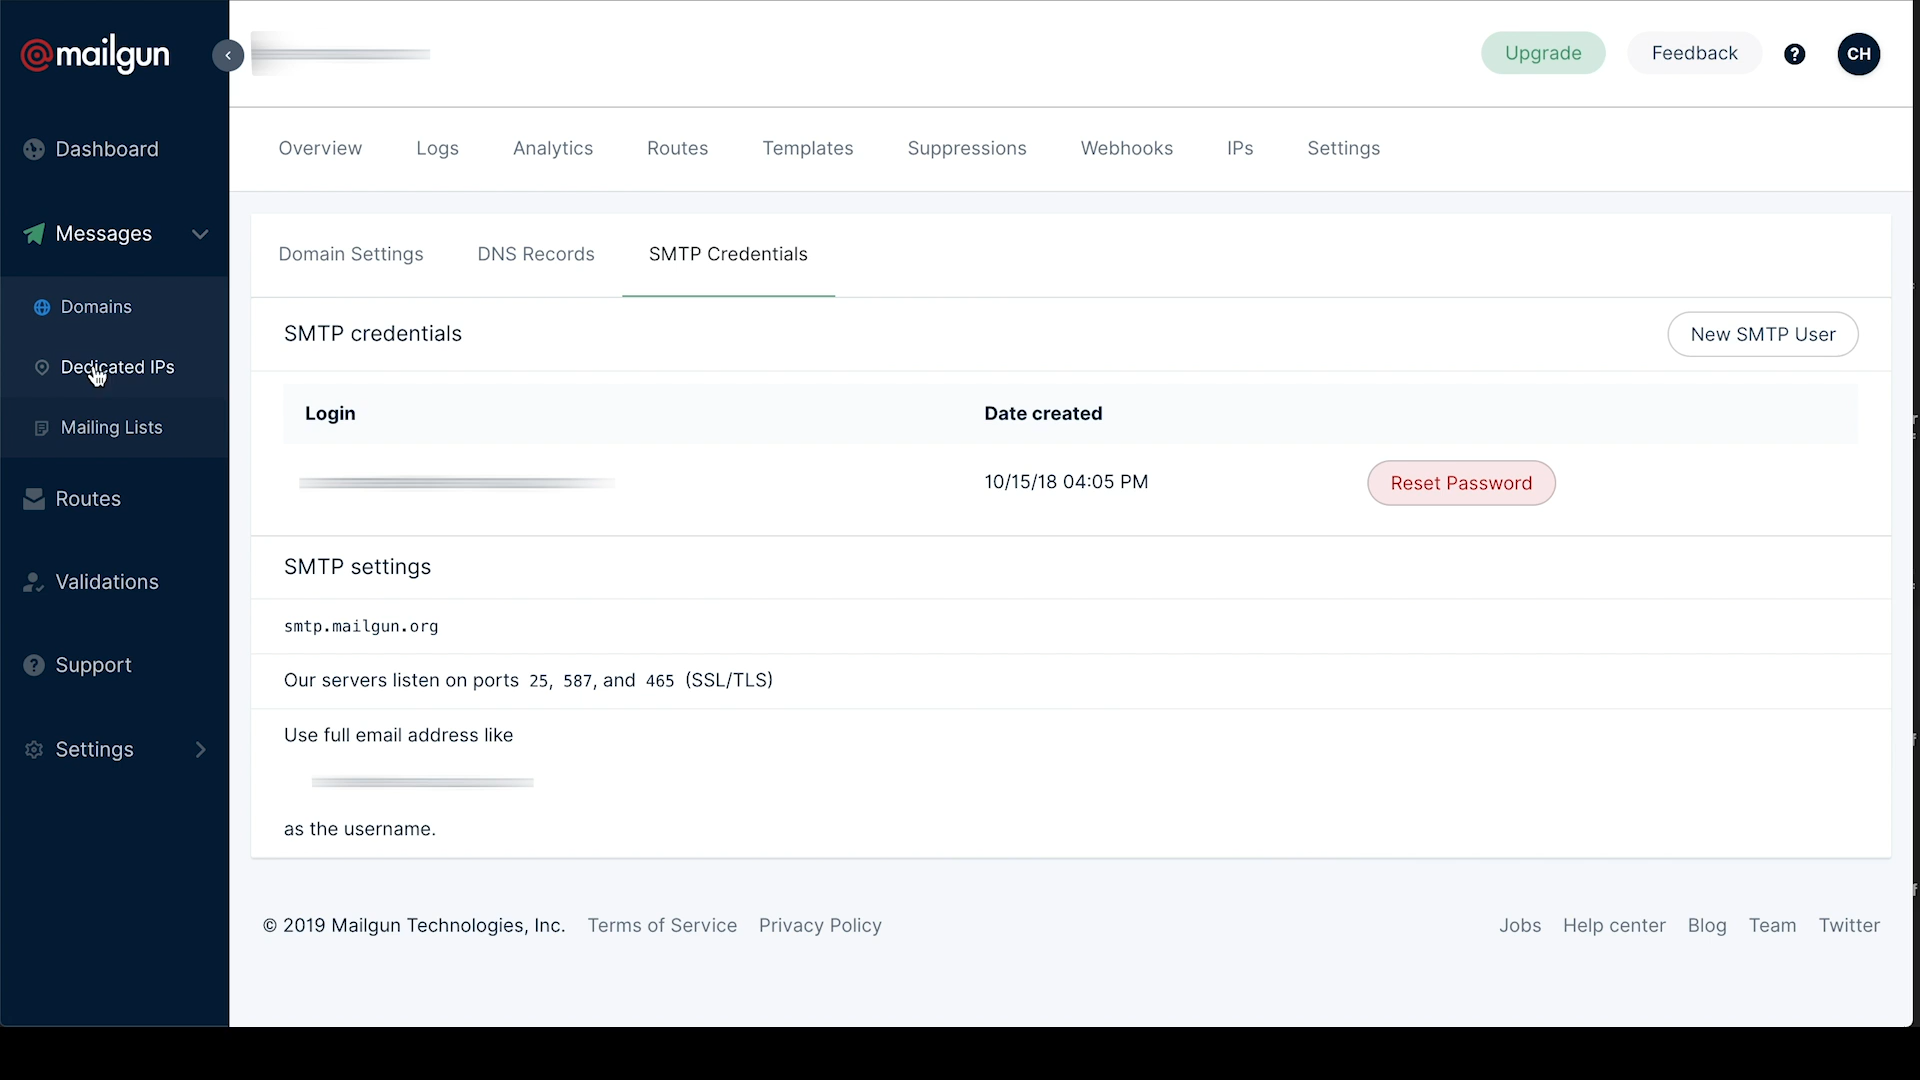 mailgun
Upgrade
Feedback
CH
Dashboard
Messages
Domains
Dedicated IPs
Mailing Lists
Routes
Validations
Support
Settings
Overview Logs Analytics Routes Templates Suppressions Webhooks IPs Settings
Domain Settings DNS Records SMTP Credentials
SMTP credentials
New SMTP User
Login Date created
10/15/18 04:05 PM Reset Password
SMTP settings
smtp.mailgun.org
Our servers listen on ports 25, 587, and 465 (SSL/TLS)
Use full email address like
as the username.
© 2019 Mailgun Technologies, Inc. Terms of Service Privacy Policy
Jobs Help center Blog Team Twitter